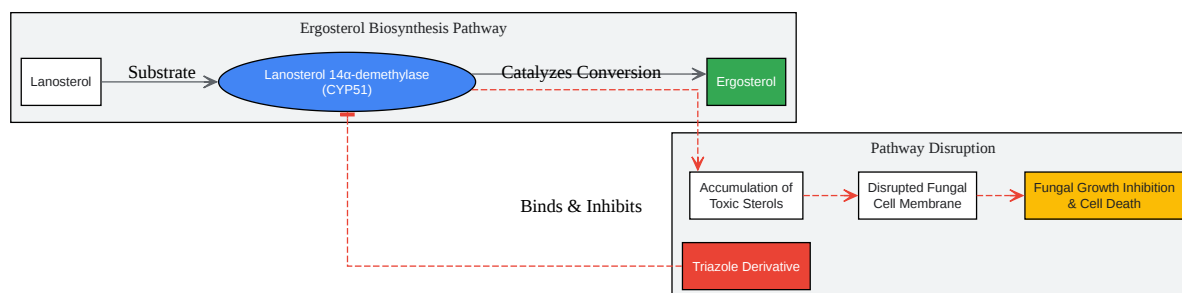 Ergosterol Biosynthesis Pathway
Lanosterol
Substrate
Lanosterol 14α-demethylase
(CYP51)
Catalyzes Conversion
Ergosterol
Pathway Disruption
Accumulation of
Toxic Sterols
Disrupted Fungal
Cell Membrane
Fungal Growth Inhibition
& Cell Death
Binds & Inhibits
Triazole Derivative